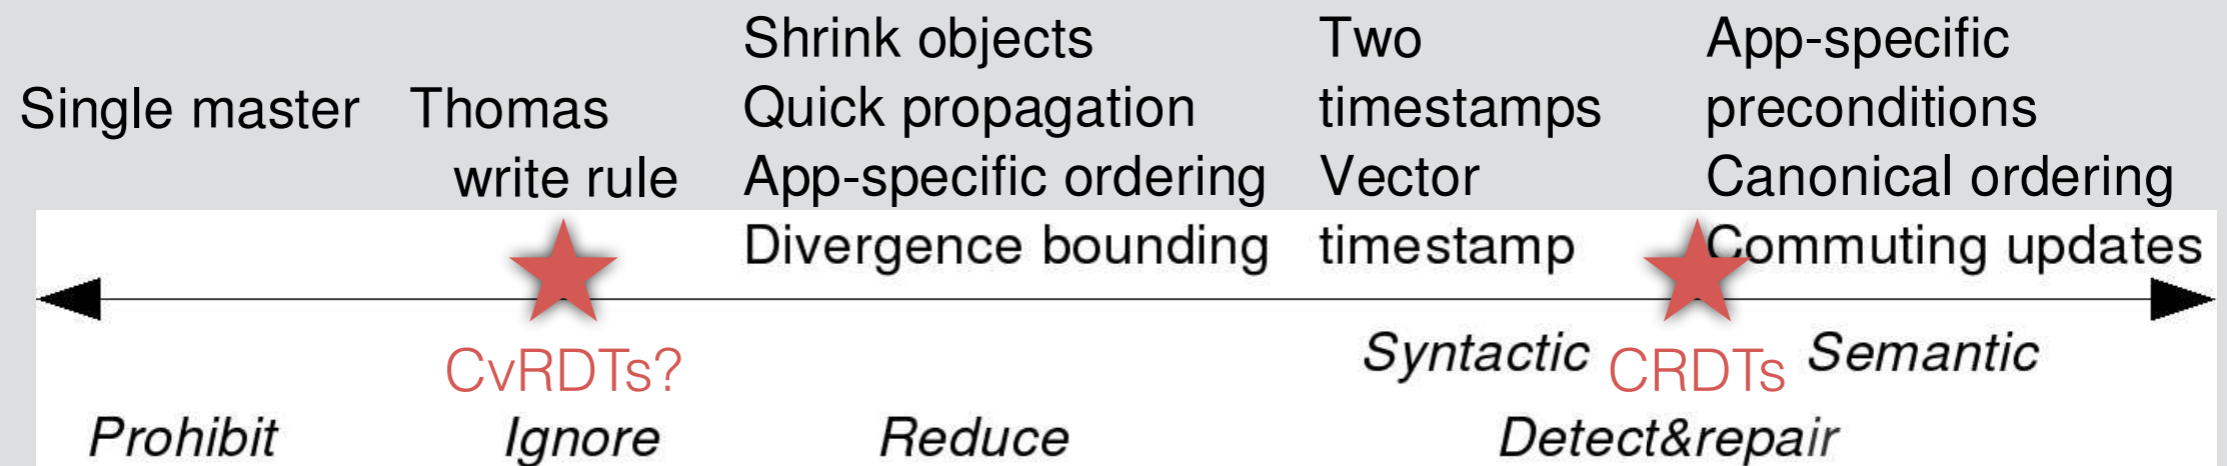 Single master
Thomas
write rule
Shrink objects
Quick propagation
App-specific ordering
Divergence bounding
Two
timestamps
Vector
timestamp
App-specific
preconditions
Canonical ordering
Commuting updates
CvRDTs?
Syntactic
CRDTs
Semantic
Prohibit
Ignore
Reduce
Detect&repair